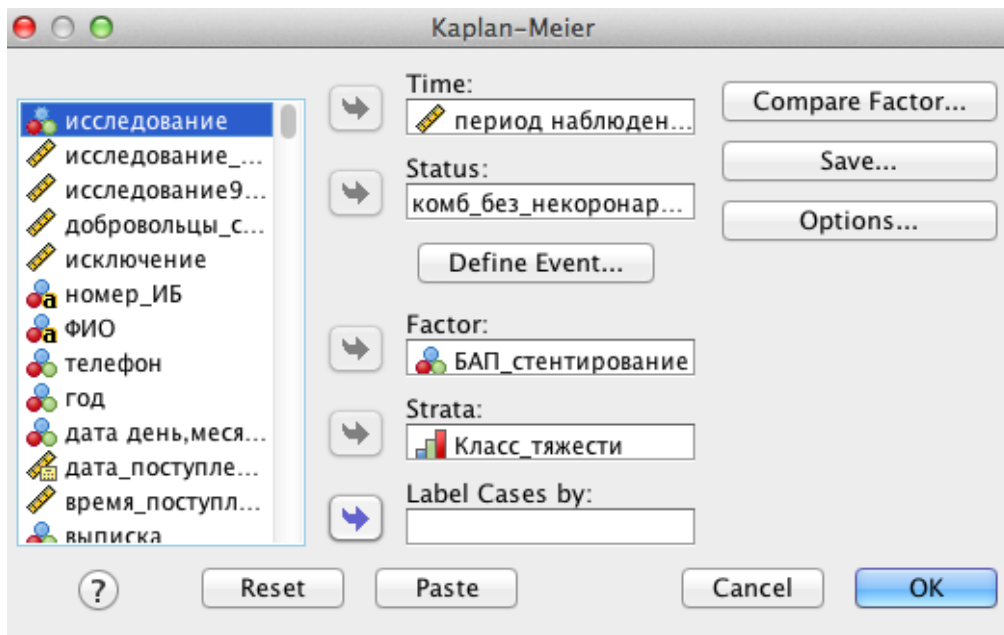 Kaplan-Meier
исследование
исследование_...
исследование9...
добровольцы_с...
исключение
номер_ИБ
ФИО
телефон
год
дата день,меся...
дата_поступле...
время_поступл...
выписка
Time:
период наблюден...
Status:
комб_без_некоронар...
Define Event...
Factor:
БАП_стентирование
Strata:
Класс_тяжести
Label Cases by:
Compare Factor...
Save...
Options...
?
Reset
Paste
Cancel
OK